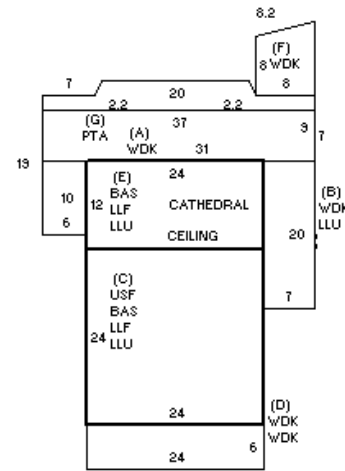 8.2
(F)
8 WDK
8
7
20
2.2 2.2
(G)
PTA
37
(A)
WDK
31
9
7
19
24
(E)
BAS
12 LLF
LLU
CATHEDRAL
CEILING
10
6
(B)
WDK
LLU
20
7
(C)
USF
BAS
LLF
24 LLU
24
(D)
WDK
WDK
6
24